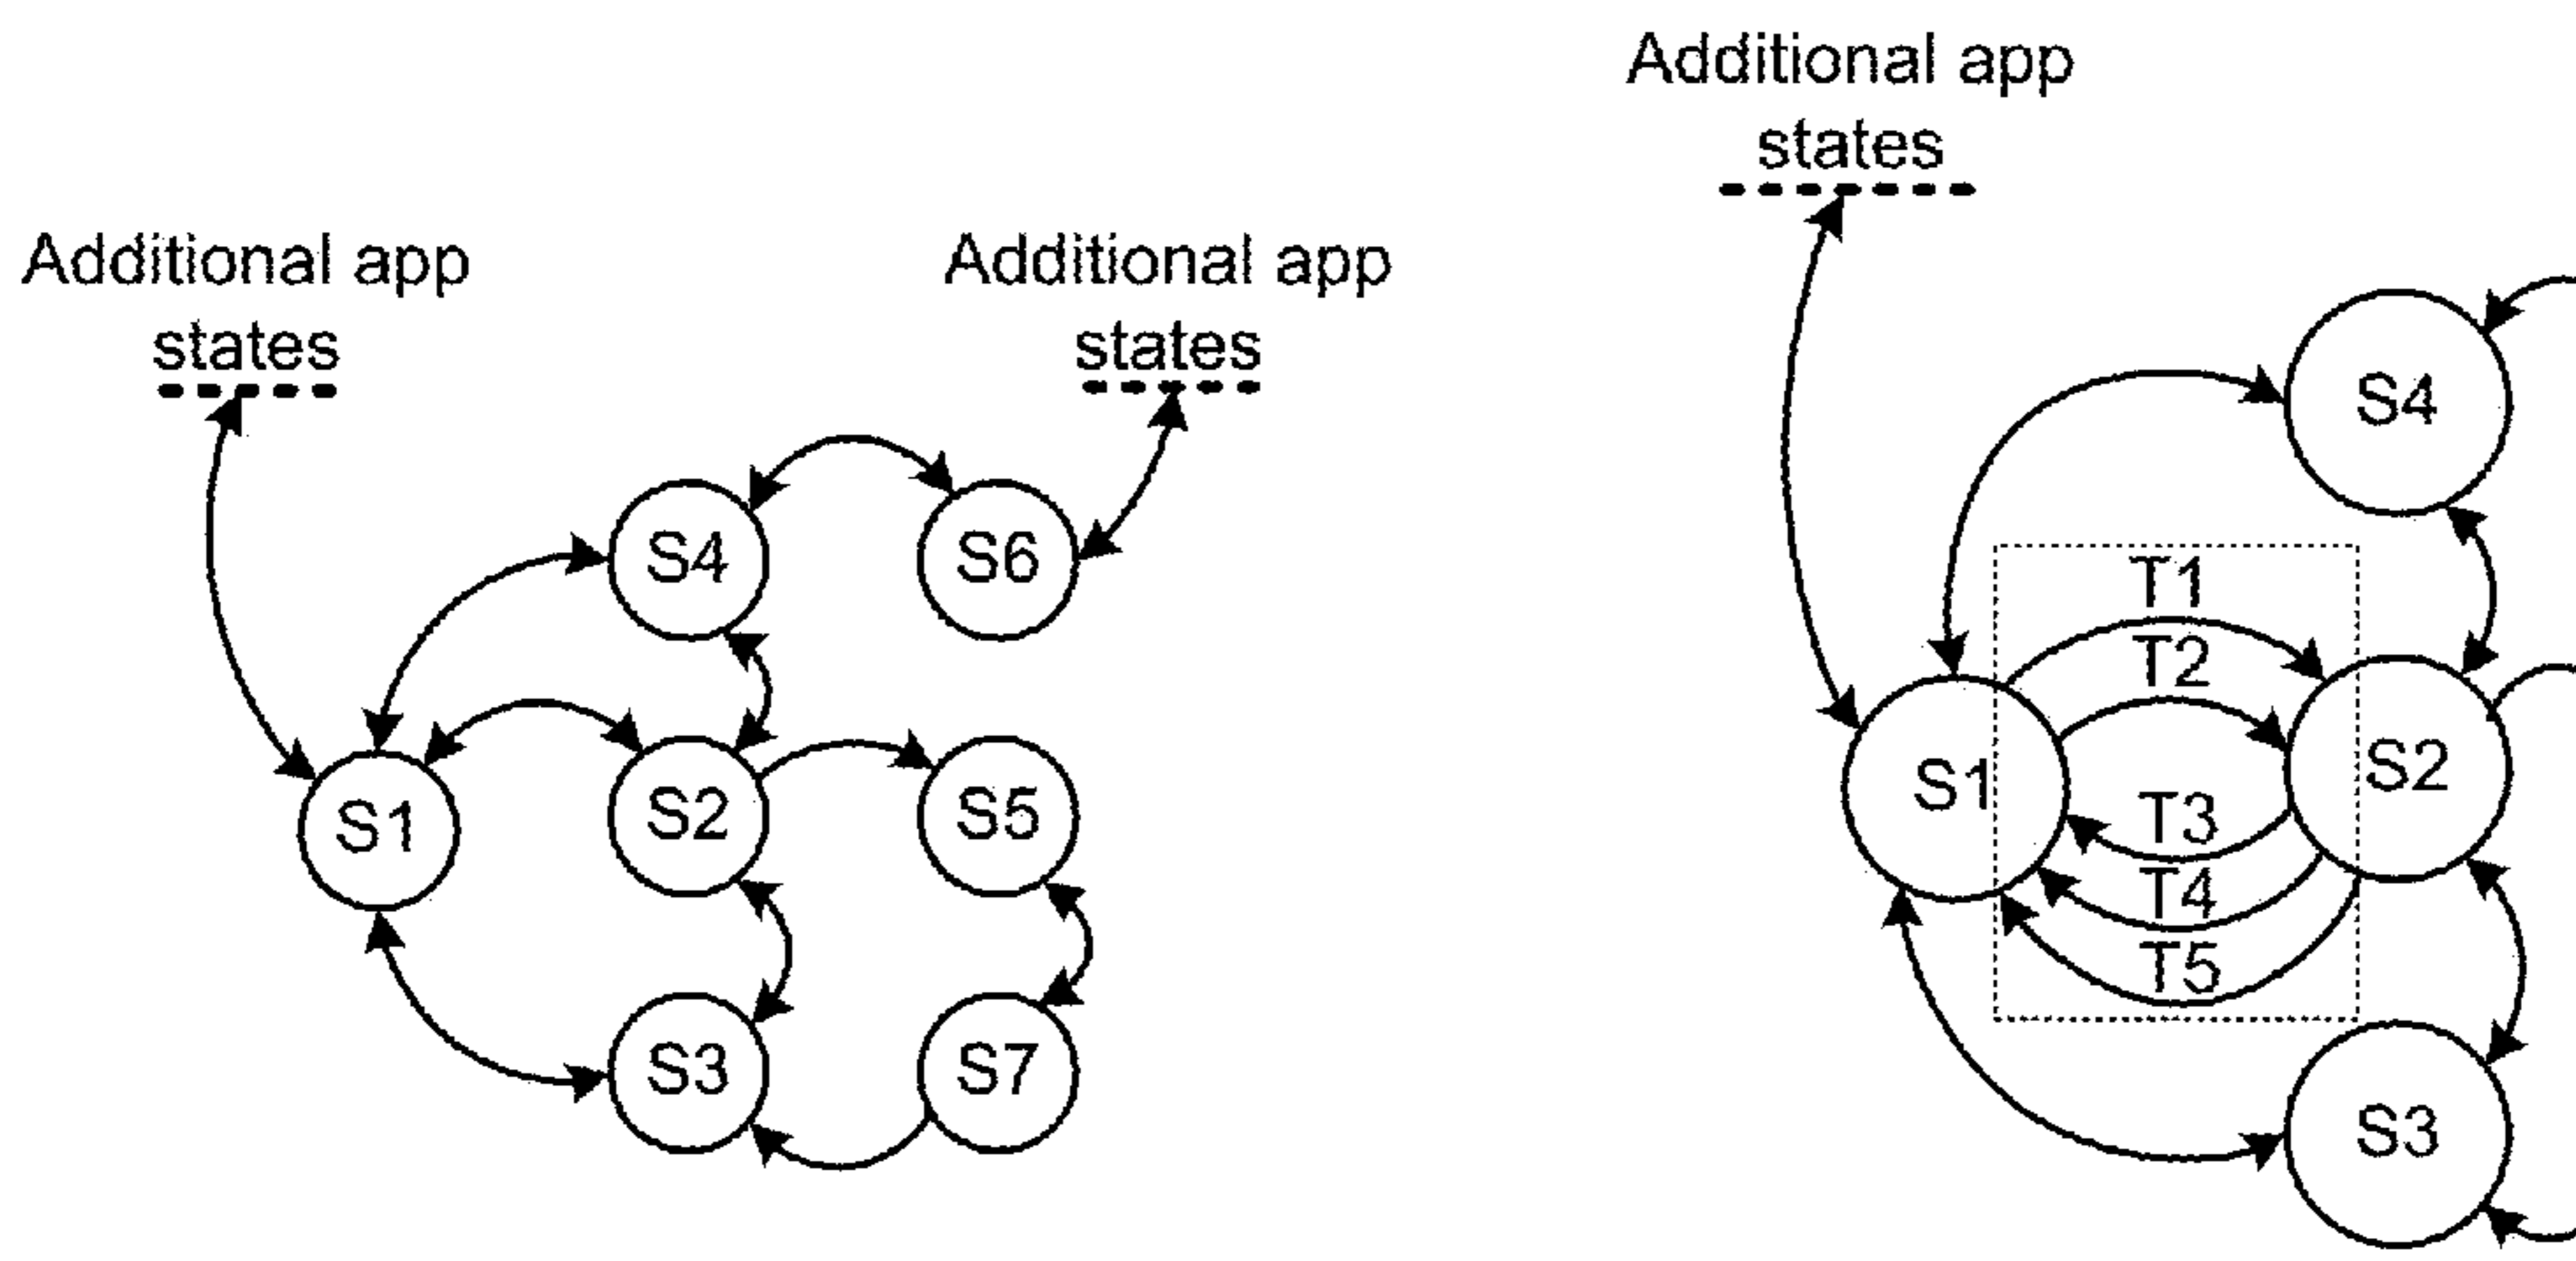 Additional app
states
Additional app
states
S4
S6
S1
S2
S5
S3
S7
Additional app
states
S4
T1
T2
S1
S2
T3
T4
T5
S3